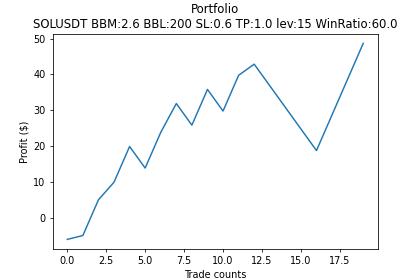 Portfolio
SOLUSDT BBM:2.6 BBL:200 SL:0.6 TP:1.0 lev:15 WinRatio:60.0
50
40
30
20
10
0
Profit ($)
0.0 2.5 5.0 7.5 10.0 12.5 15.0 17.5
Trade counts